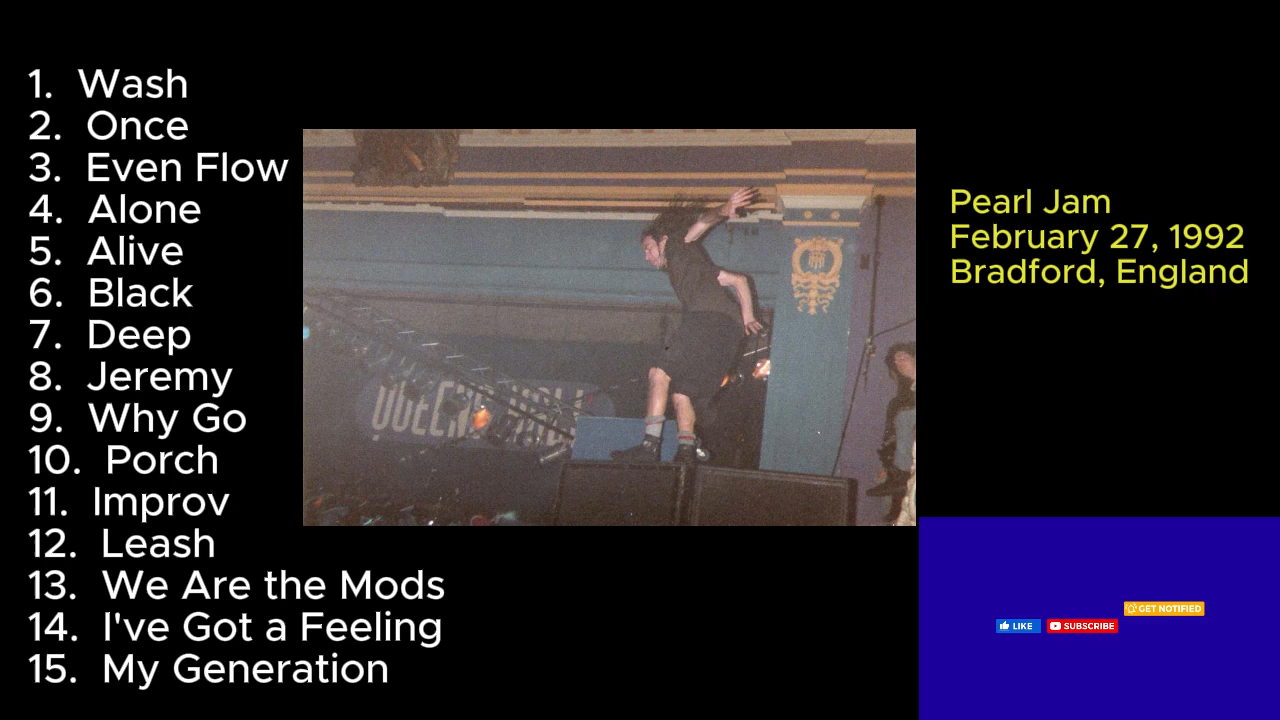 1. Wash
2. Once
3. Even Flow
4. Alone
5. Alive
6. Black
7. Deep
8. Jeremy
9. Why Go
10. Porch
11. Improv
12. Leash
13. We Are the Mods
14. I've Got a Feeling
15. My Generation
QUEENS HALL
Pearl Jam
February 27, 1992
Bradford, England
GET NOTIFIED
LIKE
SUBSCRIBE